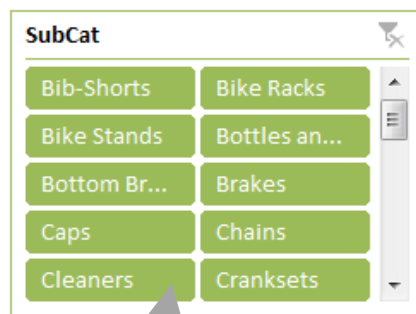 SubCat
Bib-Shorts Bike Racks
Bike Stands Bottles an...
Bottom Br... Brakes
Caps Chains
Cleaners Cranksets